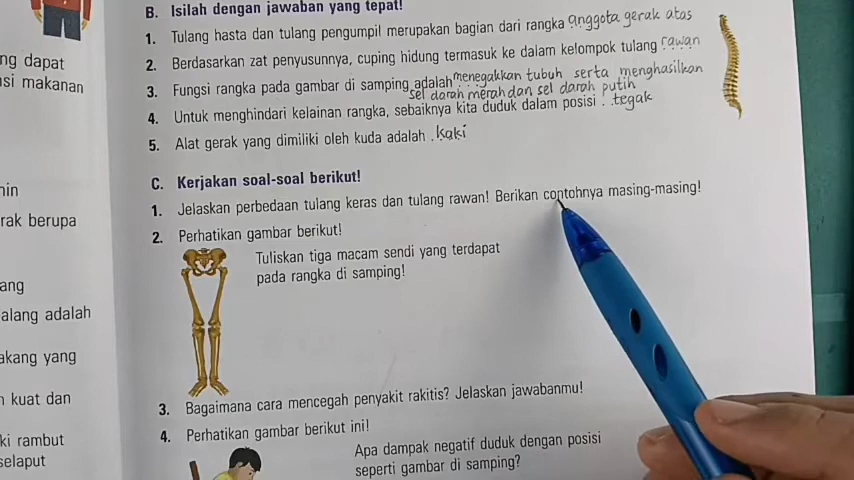 B. Isilah dengan jawaban yang tepat!
1. Tulang hasta dan tulang pengumpil merupakan bagian dari rangka anggota gerak atas
2. Berdasarkan zat penyusunnya, cuping hidung termasuk ke dalam kelompok tulang rawan
3. Fungsi rangka pada gambar di samping adalah menegakkan tubuh serta menghasilkan
sel darah merah dan sel darah putih
4. Untuk menghindari kelainan rangka, sebaiknya kita duduk dalam posisi . tegak
5. Alat gerak yang dimiliki oleh kuda adalah . kaki
C. Kerjakan soal-soal berikut!
1. Jelaskan perbedaan tulang keras dan tulang rawan! Berikan contohnya masing-masing!
2. Perhatikan gambar berikut!
Tuliskan tiga macam sendi yang terdapat
pada rangka di samping!
3. Bagaimana cara mencegah penyakit rakitis? Jelaskan jawabanmu!
4. Perhatikan gambar berikut ini!
Apa dampak negatif duduk dengan posisi
seperti gambar di samping?
ng dapat
si makanan
nin
rak berupa
ang
alang adalah
akang yang
n kuat dan
ki rambut
selaput